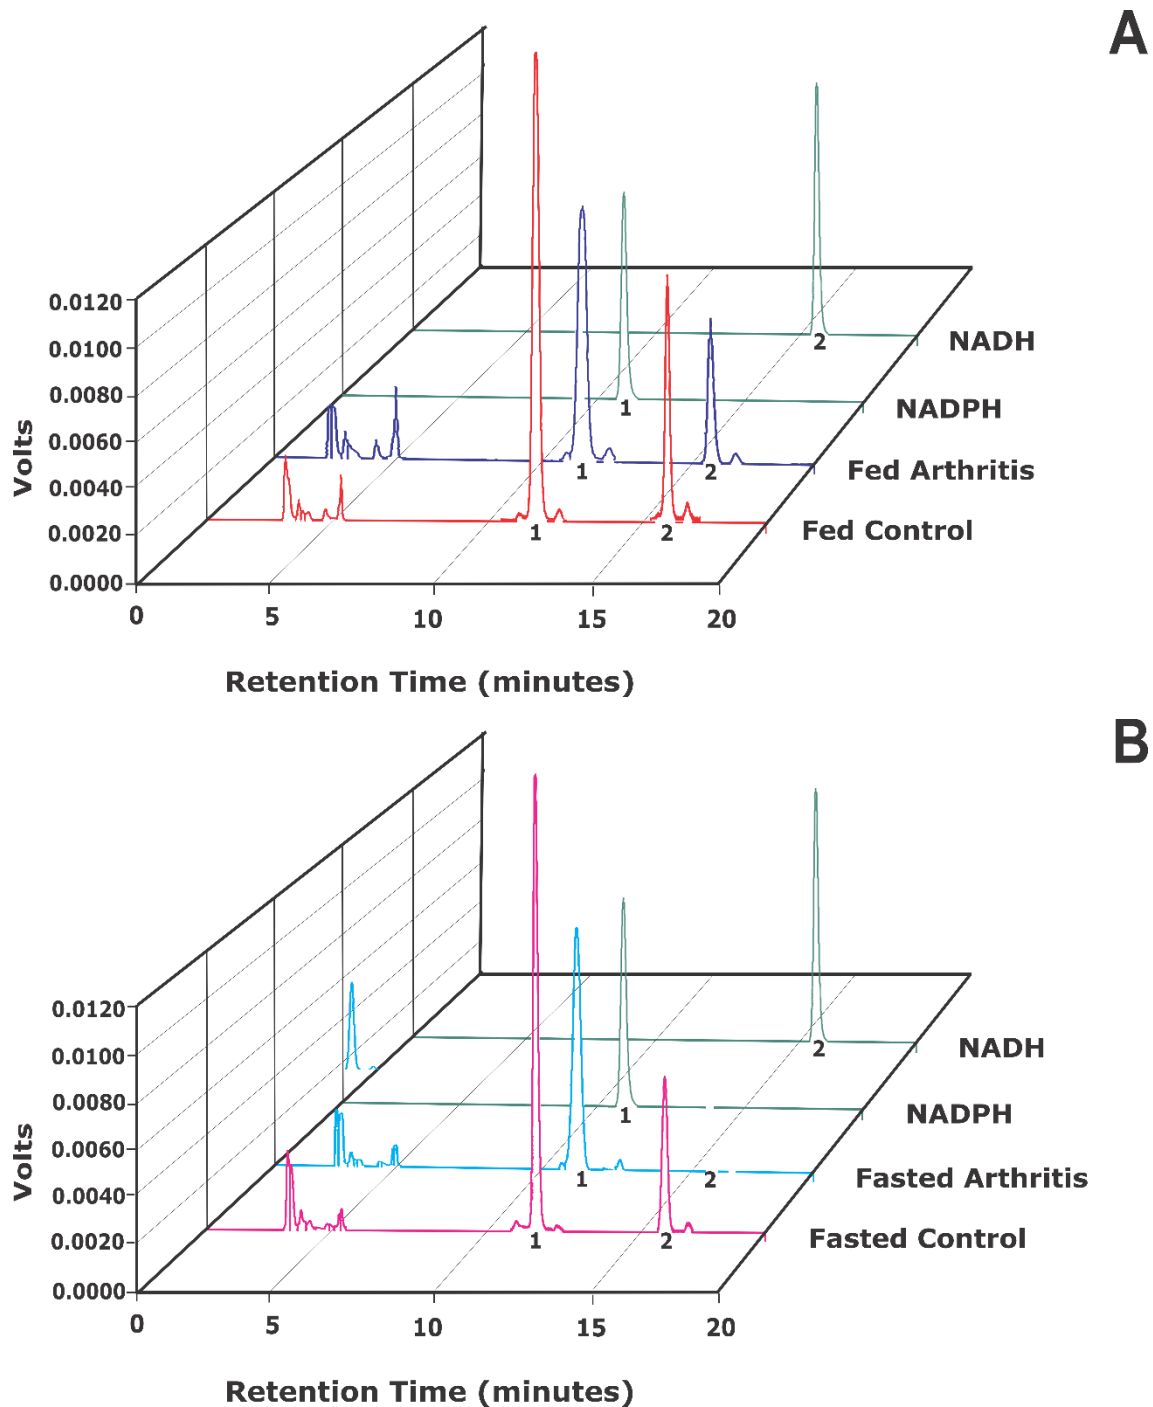 A
0.0120
0.0100
0.0080
0.0060
0.0040
0.0020
0.0000
Volts
2
NADH
1
NADPH
1
2
Fed Arthritis
1
2
Fed Control
0
5
10
15
20
Retention Time (minutes)
B
0.0120
0.0100
0.0080
0.0060
0.0040
0.0020
0.0000
Volts
2
NADH
1
NADPH
1
2
Fasted Arthritis
1
2
Fasted Control
0
5
10
15
20
Retention Time (minutes)